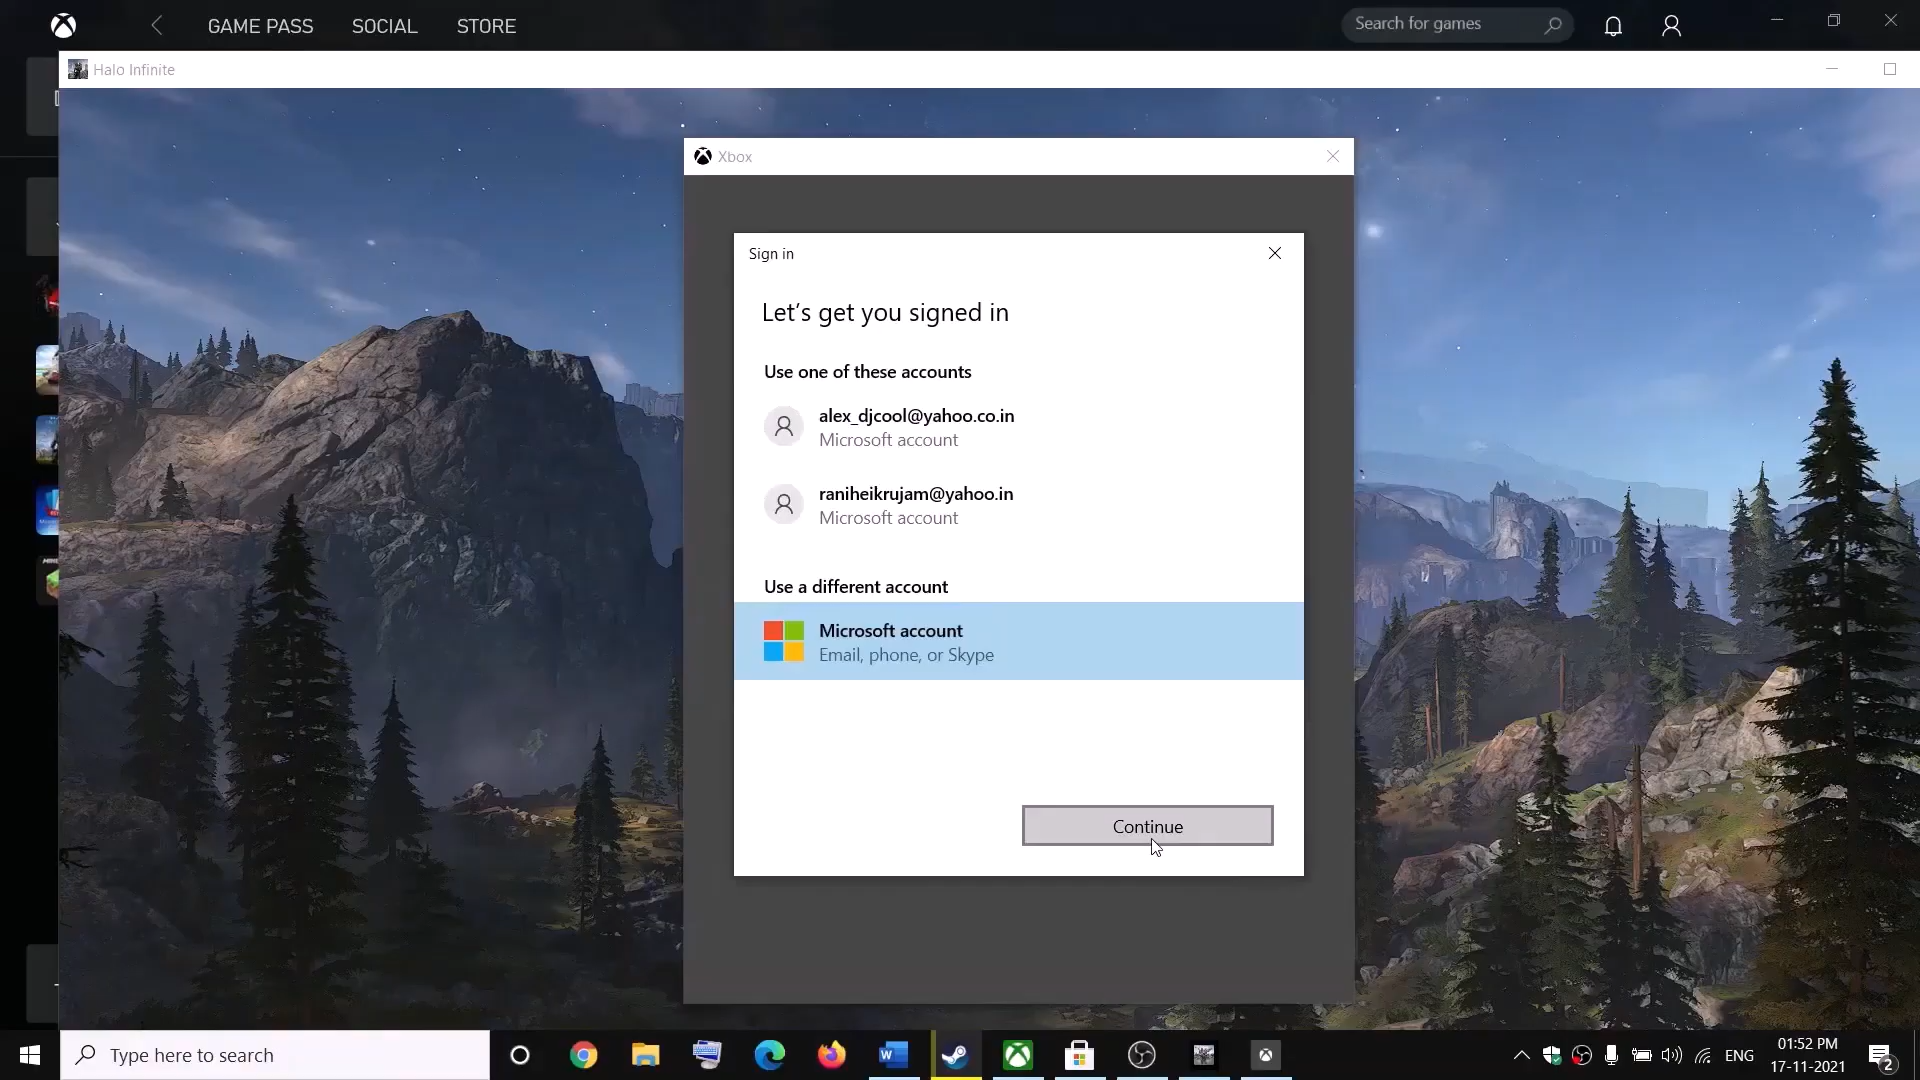 GAME PASS
SOCIAL
STORE
Search for games
Halo Infinite
Xbox
Sign in
Let's get you signed in
Use one of these accounts
alex_djcool@yahoo.co.in
Microsoft account
raniheikrujam@yahoo.in
Microsoft account
Use a different account
Microsoft account
Email, phone, or Skype
Continue
Type here to search
ENG
01:52 PM
17-11-2021
2